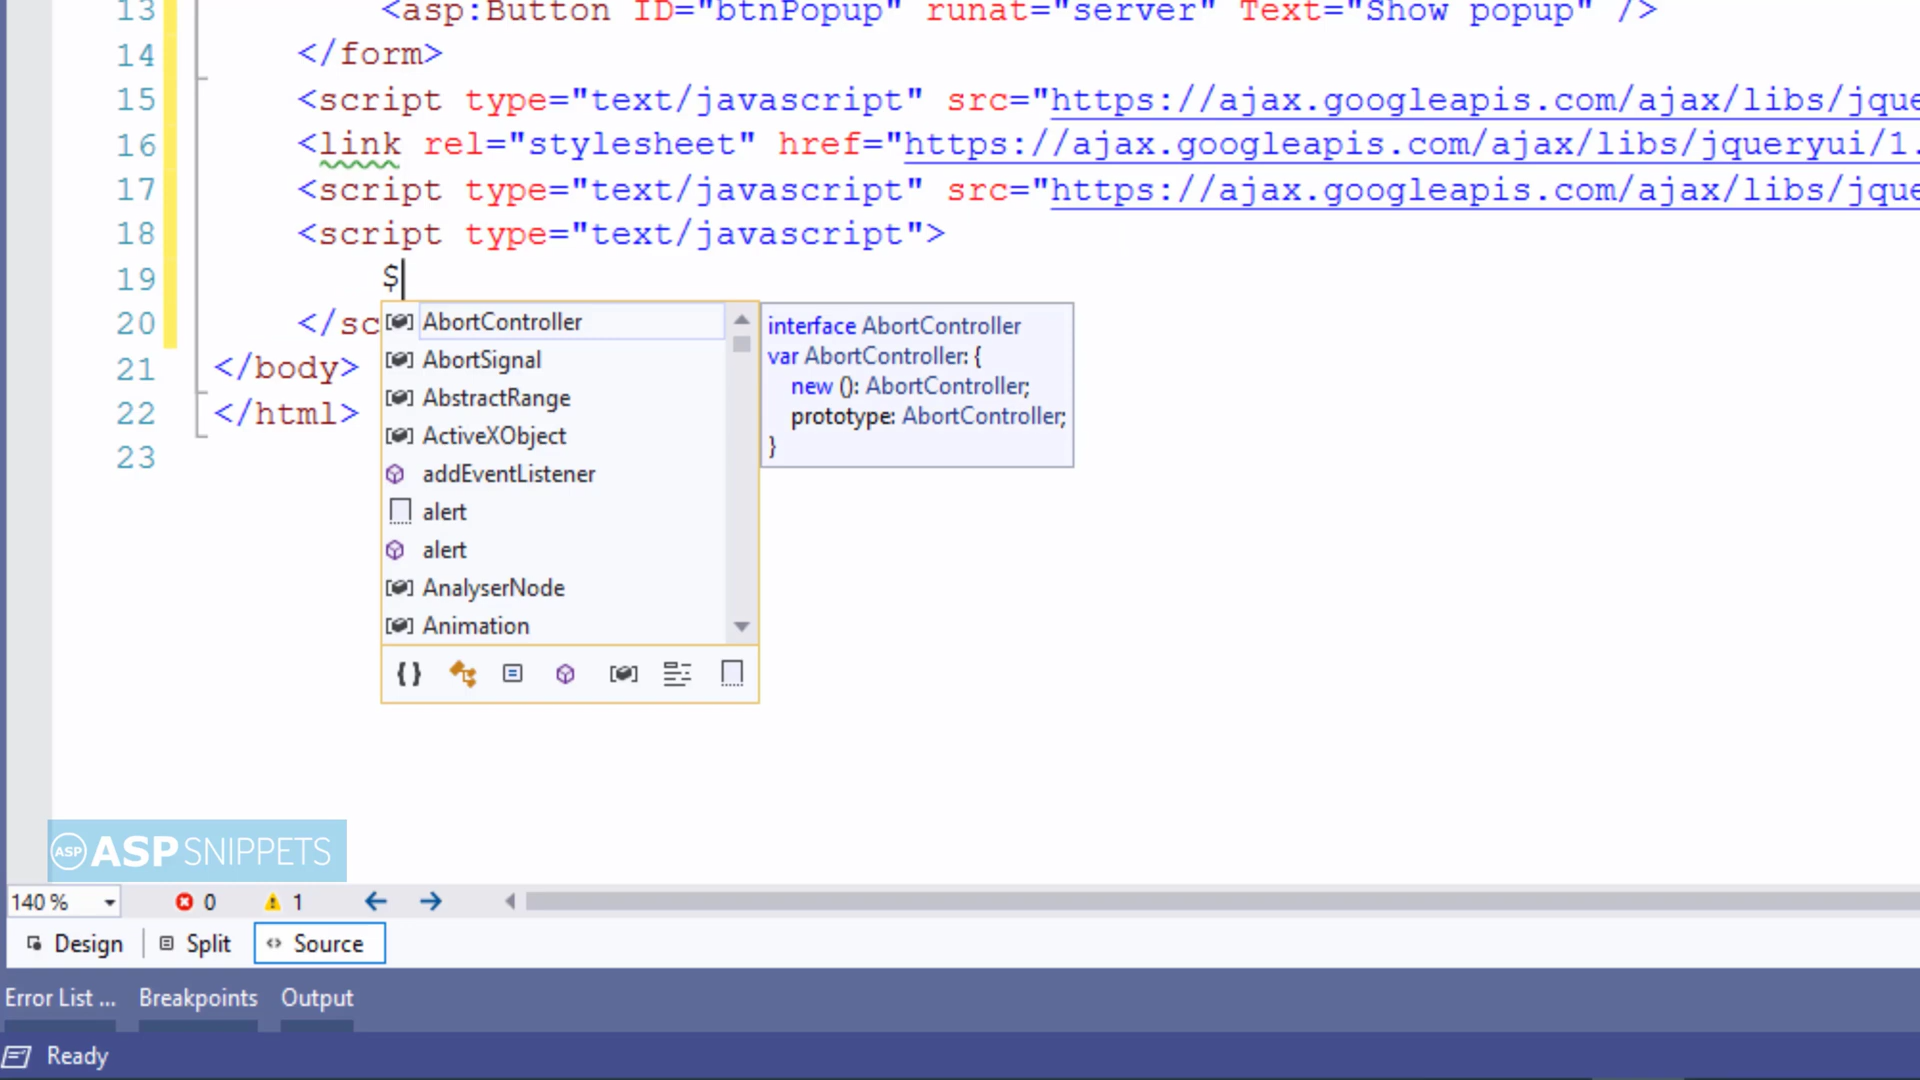 13 <asp:Button ID="btnPopup" runat="server" Text="Show popup" />
14 </form>
15 <script type="text/javascript" src="https://ajax.googleapis.com/ajax/libs/jque
16 <link rel="stylesheet" href="https://ajax.googleapis.com/ajax/libs/jqueryui/1.
17 <script type="text/javascript" src="https://ajax.googleapis.com/ajax/libs/jque
18 <script type="text/javascript">
19 $
20 </sc
21 </body>
22 </html>
23
AbortController
AbortSignal
AbstractRange
ActiveXObject
addEventListener
alert
alert
AnalyserNode
Animation
{ }
interface AbortController
var AbortController: {
new (): AbortController;
prototype: AbortController;
}
ASP ASPSNIPPETS
140 % 0 1
Design Split Source
Error List ... Breakpoints Output
Ready